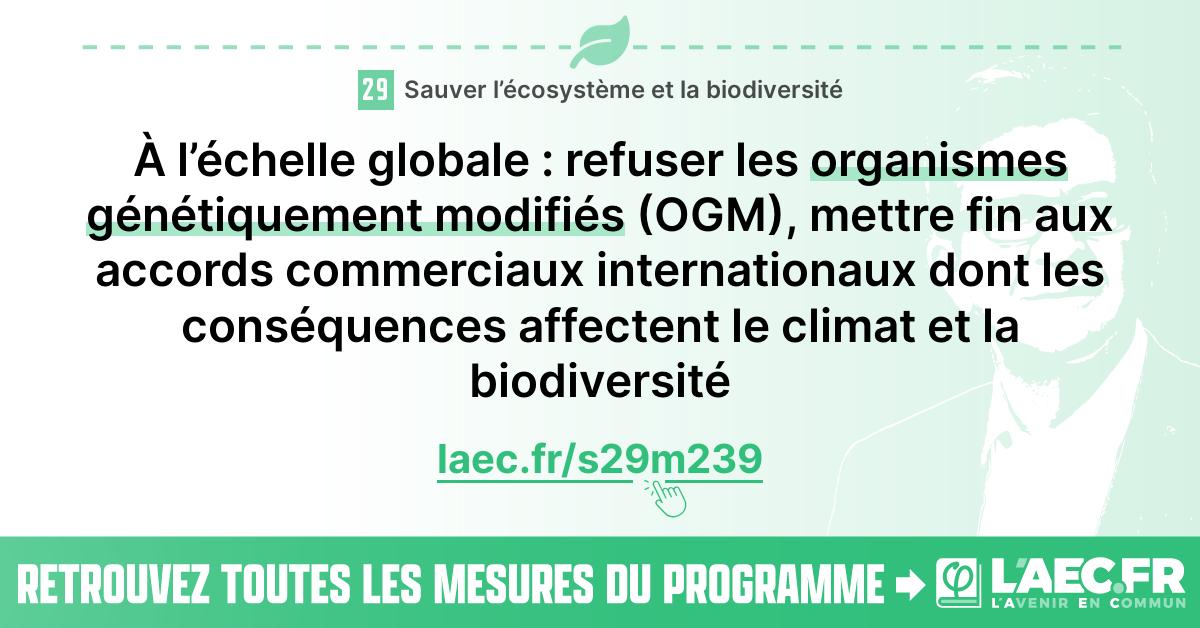 29 Sauver l’écosystème et la biodiversité
À l’échelle globale : refuser les organismes
génétiquement modifiés (OGM), mettre fin aux
accords commerciaux internationaux dont les
conséquences affectent le climat et la
biodiversité
laec.fr/s29m239
RETROUVEZ TOUTES LES MESURES DU PROGRAMME
φ L'AEC.FR
L'AVENIR EN COMMUN